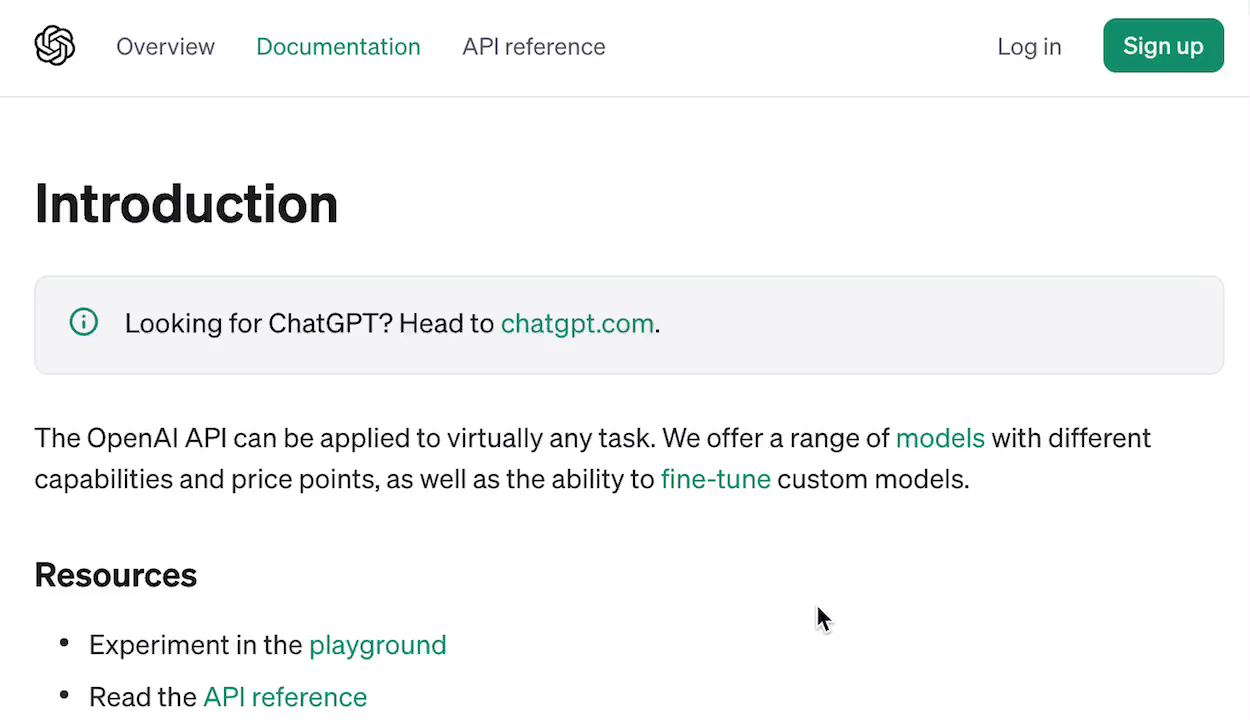 Overview Documentation API reference Log in Sign up
Introduction
Looking for ChatGPT? Head to chatgpt.com.
The OpenAI API can be applied to virtually any task. We offer a range of models with different
capabilities and price points, as well as the ability to fine-tune custom models.
Resources
• Experiment in the playground
• Read the API reference